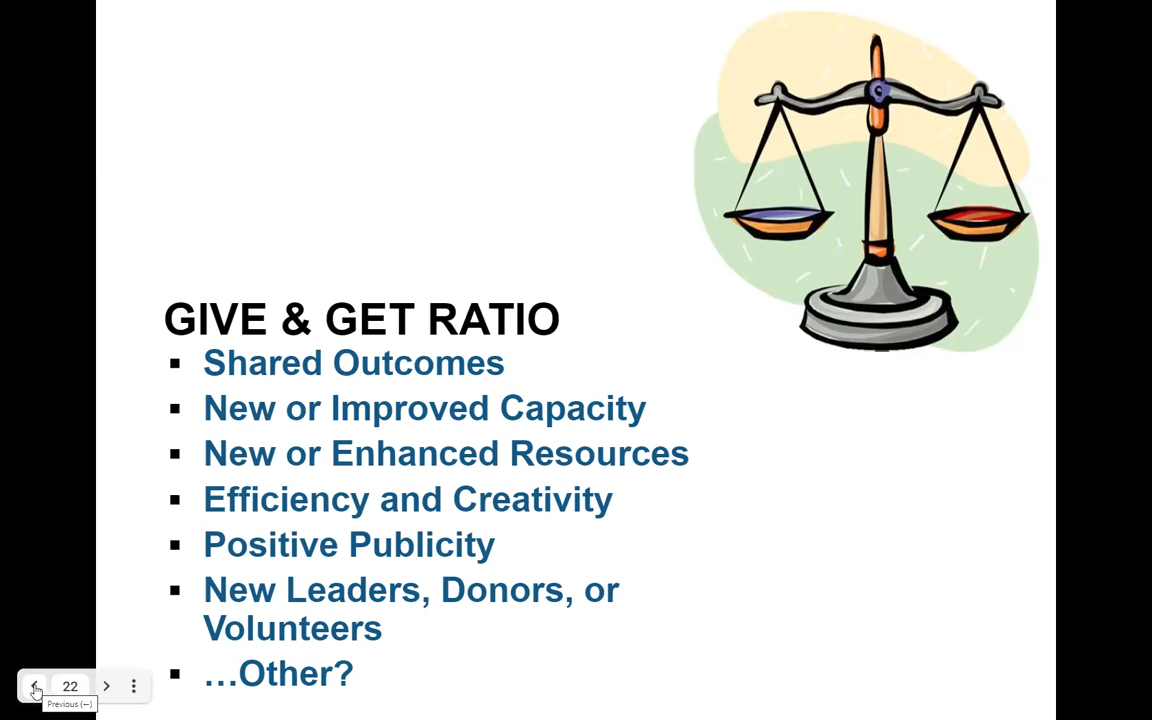 GIVE & GET RATIO
▪ Shared Outcomes
▪ New or Improved Capacity
▪ New or Enhanced Resources
▪ Efficiency and Creativity
▪ Positive Publicity
▪ New Leaders, Donors, or
Volunteers
▪ …Other?
22
Previous (←)